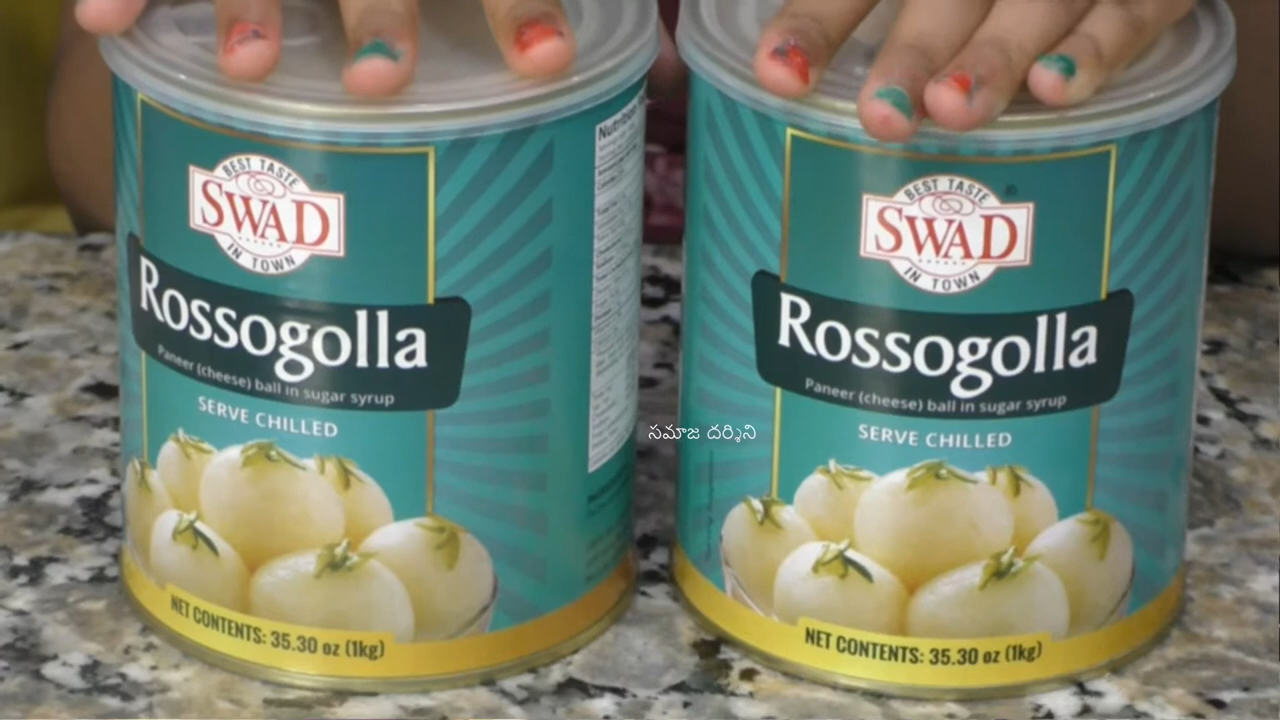 BEST TASTE
SWAD
IN TOWN
Rossogolla
Paneer (cheese) ball in sugar syrup
SERVE CHILLED
NET CONTENTS: 35.30 oz (1kg)
Nutrition
సమాజ దర్శిని
BEST TASTE
SWAD
IN TOWN
Rossogolla
Paneer (cheese) ball in sugar syrup
SERVE CHILLED
NET CONTENTS: 35.30 oz (1kg)